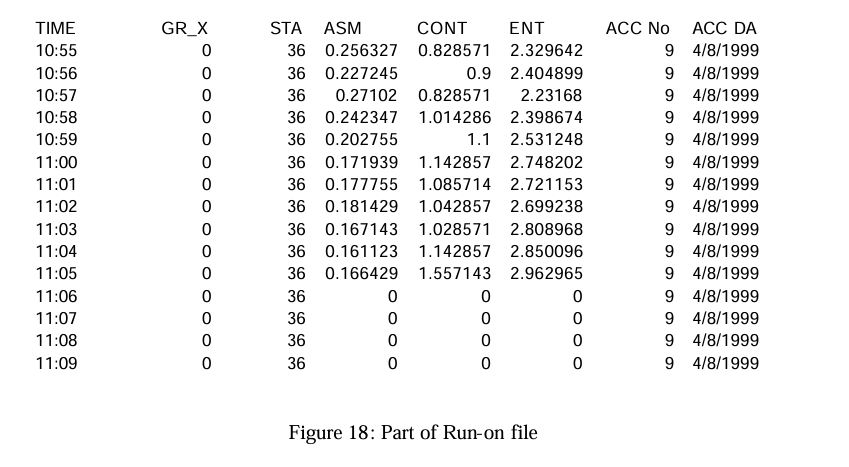 TIME GR_X STA ASM CONT ENT ACC No ACC DA
10:55 0 36 0.256327 0.828571 2.329642 9 4/8/1999
10:56 0 36 0.227245 0.9 2.404899 9 4/8/1999
10:57 0 36 0.27102 0.828571 2.23168 9 4/8/1999
10:58 0 36 0.242347 1.014286 2.398674 9 4/8/1999
10:59 0 36 0.202755 1.1 2.531248 9 4/8/1999
11:00 0 36 0.171939 1.142857 2.748202 9 4/8/1999
11:01 0 36 0.177755 1.085714 2.721153 9 4/8/1999
11:02 0 36 0.181429 1.042857 2.699238 9 4/8/1999
11:03 0 36 0.167143 1.028571 2.808968 9 4/8/1999
11:04 0 36 0.161123 1.142857 2.850096 9 4/8/1999
11:05 0 36 0.166429 1.557143 2.962965 9 4/8/1999
11:06 0 36 0 0 0 9 4/8/1999
11:07 0 36 0 0 0 9 4/8/1999
11:08 0 36 0 0 0 9 4/8/1999
11:09 0 36 0 0 0 9 4/8/1999
Figure 18: Part of Run-on file